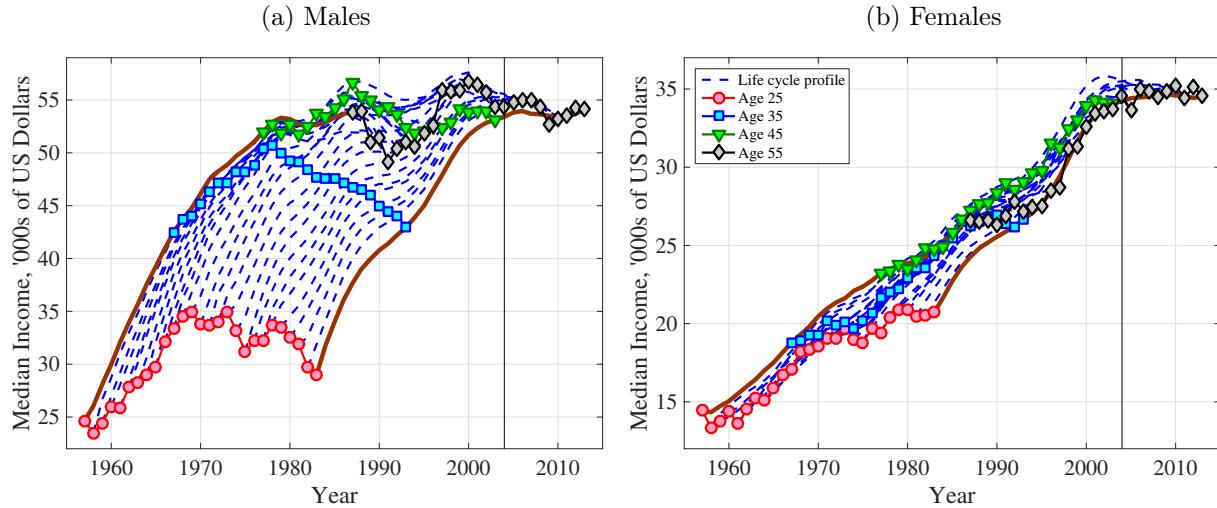 (a) Males
Median Income, '000s of US Dollars
55
50
45
40
35
30
25
1960 1970 1980 1990 2000 2010
Year
(b) Females
Median Income, '000s of US Dollars
35
30
25
20
15
Life cycle profile
Age 25
Age 35
Age 45
Age 55
1960 1970 1980 1990 2000 2010
Year